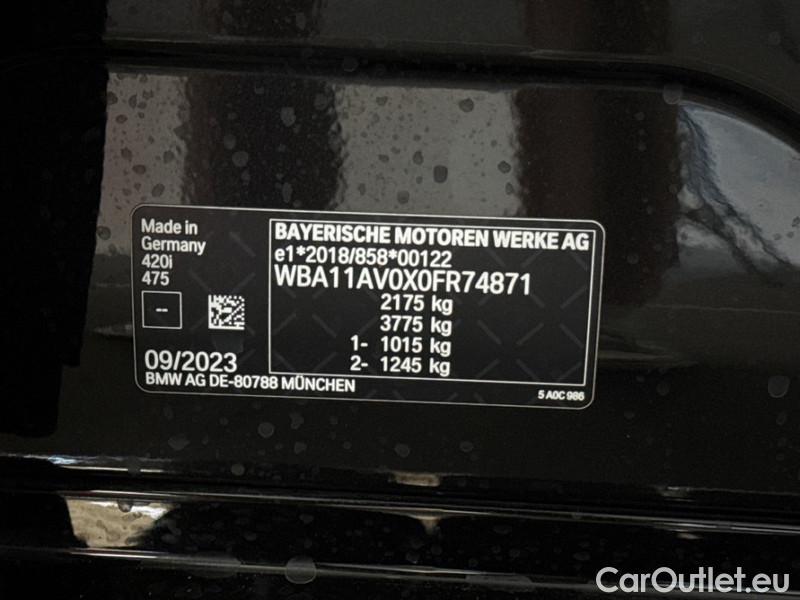 Made in
Germany
420i
475
--
09/2023
BMW AG DE-80788 MÜNCHEN
BAYERISCHE MOTOREN WERKE AG
e1*2018/858*00122
WBA11AV0X0FR74871
2175 kg
3775 kg
1- 1015 kg
2- 1245 kg
5 A0C 986
CarOutlet.eu